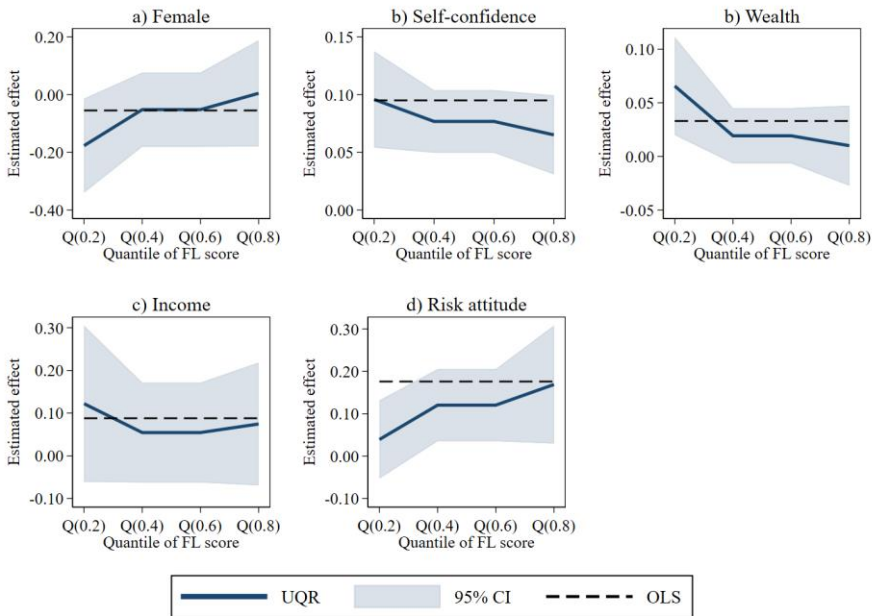 a) Female
Estimated effect
0.20
0.00
-0.20
-0.40
Q(0.2) Q(0.4) Q(0.6) Q(0.8)
Quantile of FL score
b) Self-confidence
Estimated effect
0.15
0.10
0.05
0.00
Q(0.2) Q(0.4) Q(0.6) Q(0.8)
Quantile of FL score
b) Wealth
Estimated effect
0.10
0.05
0.00
-0.05
Q(0.2) Q(0.4) Q(0.6) Q(0.8)
Quantile of FL score
c) Income
Estimated effect
0.30
0.20
0.10
0.00
-0.10
Q(0.2) Q(0.4) Q(0.6) Q(0.8)
Quantile of FL score
d) Risk attitude
Estimated effect
0.30
0.20
0.10
0.00
-0.10
Q(0.2) Q(0.4) Q(0.6) Q(0.8)
Quantile of FL score
UQR 95% CI OLS